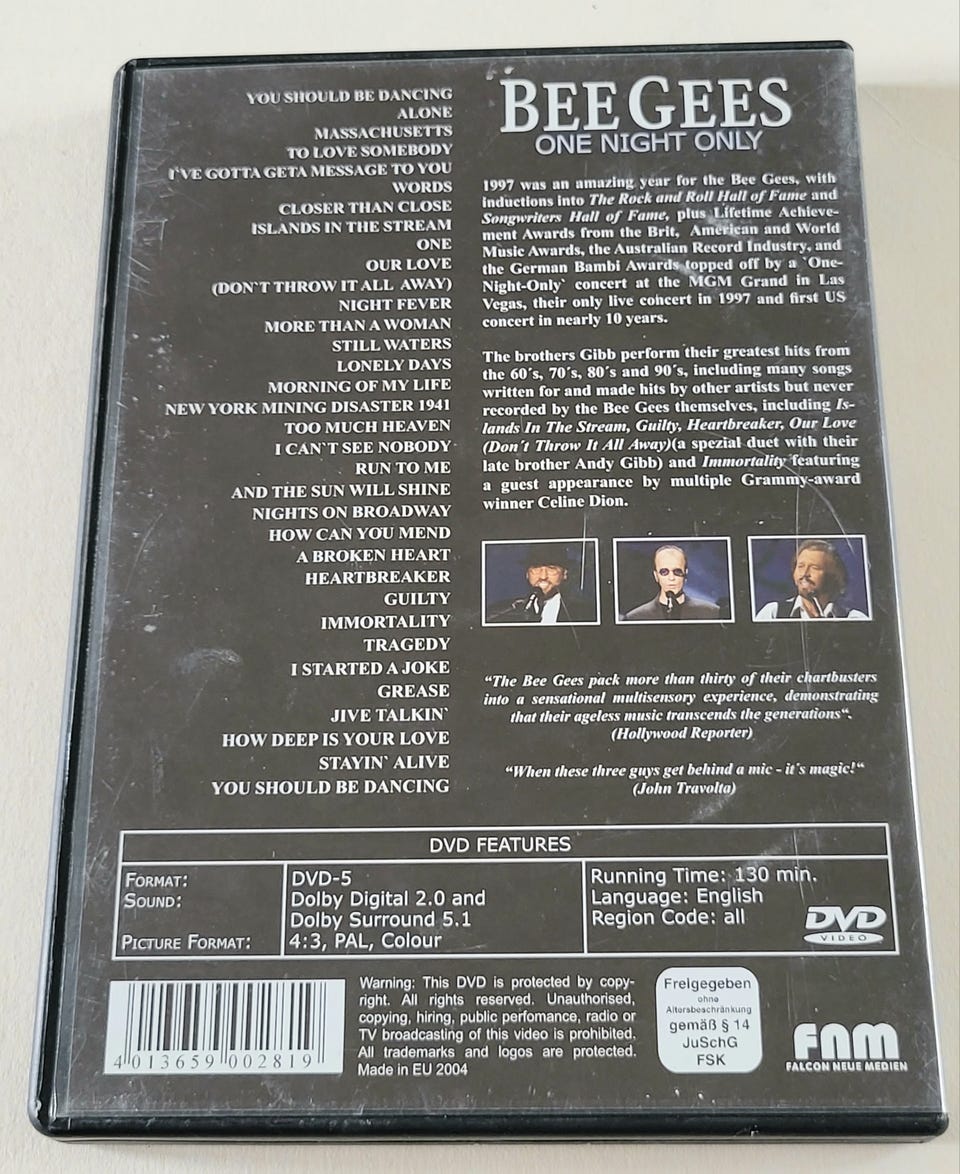 YOU SHOULD BE DANCING
ALONE
MASSACHUSETTS
TO LOVE SOMEBODY
I'VE GOTTA GETA MESSAGE TO YOU
WORDS
CLOSER THAN CLOSE
ISLANDS IN THE STREAM
ONE
OUR LOVE
(DON`T THROW IT ALL AWAY)
NIGHT FEVER
MORE THAN A WOMAN
STILL WATERS
LONELY DAYS
MORNING OF MY LIFE
NEW YORK MINING DISASTER 1941
TOO MUCH HEAVEN
I CAN`T SEE NOBODY
RUN TO ME
AND THE SUN WILL SHINE
NIGHTS ON BROADWAY
HOW CAN YOU MEND
A BROKEN HEART
HEARTBREAKER
GUILTY
IMMORTALITY
TRAGEDY
I STARTED A JOKE
GREASE
JIVE TALKIN`
HOW DEEP IS YOUR LOVE
STAYIN` ALIVE
YOU SHOULD BE DANCING
BEE GEES
ONE NIGHT ONLY
1997 was an amazing year for the Bee Gees, with
inductions into The Rock and Roll Hall of Fame and
Songwriters Hall of Fame, plus Lifetime Achieve-
ment Awards from the Brit, American and World
Music Awards, the Australian Record Industry, and
the German Bambi Awards topped off by a `One-
Night-Only` concert at the MGM Grand in Las
Vegas, their only live concert in 1997 and first US
concert in nearly 10 years.
The brothers Gibb perform their greatest hits from
the 60´s, 70´s, 80´s and 90´s, including many songs
written for and made hits by other artists but never
recorded by the Bee Gees themselves, including Is-
lands In The Stream, Guilty, Heartbreaker, Our Love
(Don´t Throw It All Away)(a spezial duet with their
late brother Andy Gibb) and Immortality featuring
a guest appearance by multiple Grammy-award
winner Celine Dion.
“The Bee Gees pack more than thirty of their chartbusters
into a sensational multisensory experience, demonstrating
that their ageless music transcends the generations“.
(Hollywood Reporter)
“When these three guys get behind a mic - it´s magic!“
(John Travolta)
DVD FEATURES
FORMAT: DVD-5
SOUND: Dolby Digital 2.0 and
Dolby Surround 5.1
PICTURE FORMAT: 4:3, PAL, Colour
Running Time: 130 min.
Language: English
Region Code: all
DVD
VIDEO
4 013659 002819
Warning: This DVD is protected by copy-
right. All rights reserved. Unauthorised,
copying, hiring, public perfomance, radio or
TV broadcasting of this video is prohibited.
All trademarks and logos are protected.
Made in EU 2004
Freigegeben
ohne
Altersbeschränkung
gemäß § 14
JuSchG
FSK
FNM
FALCON NEUE MEDIEN